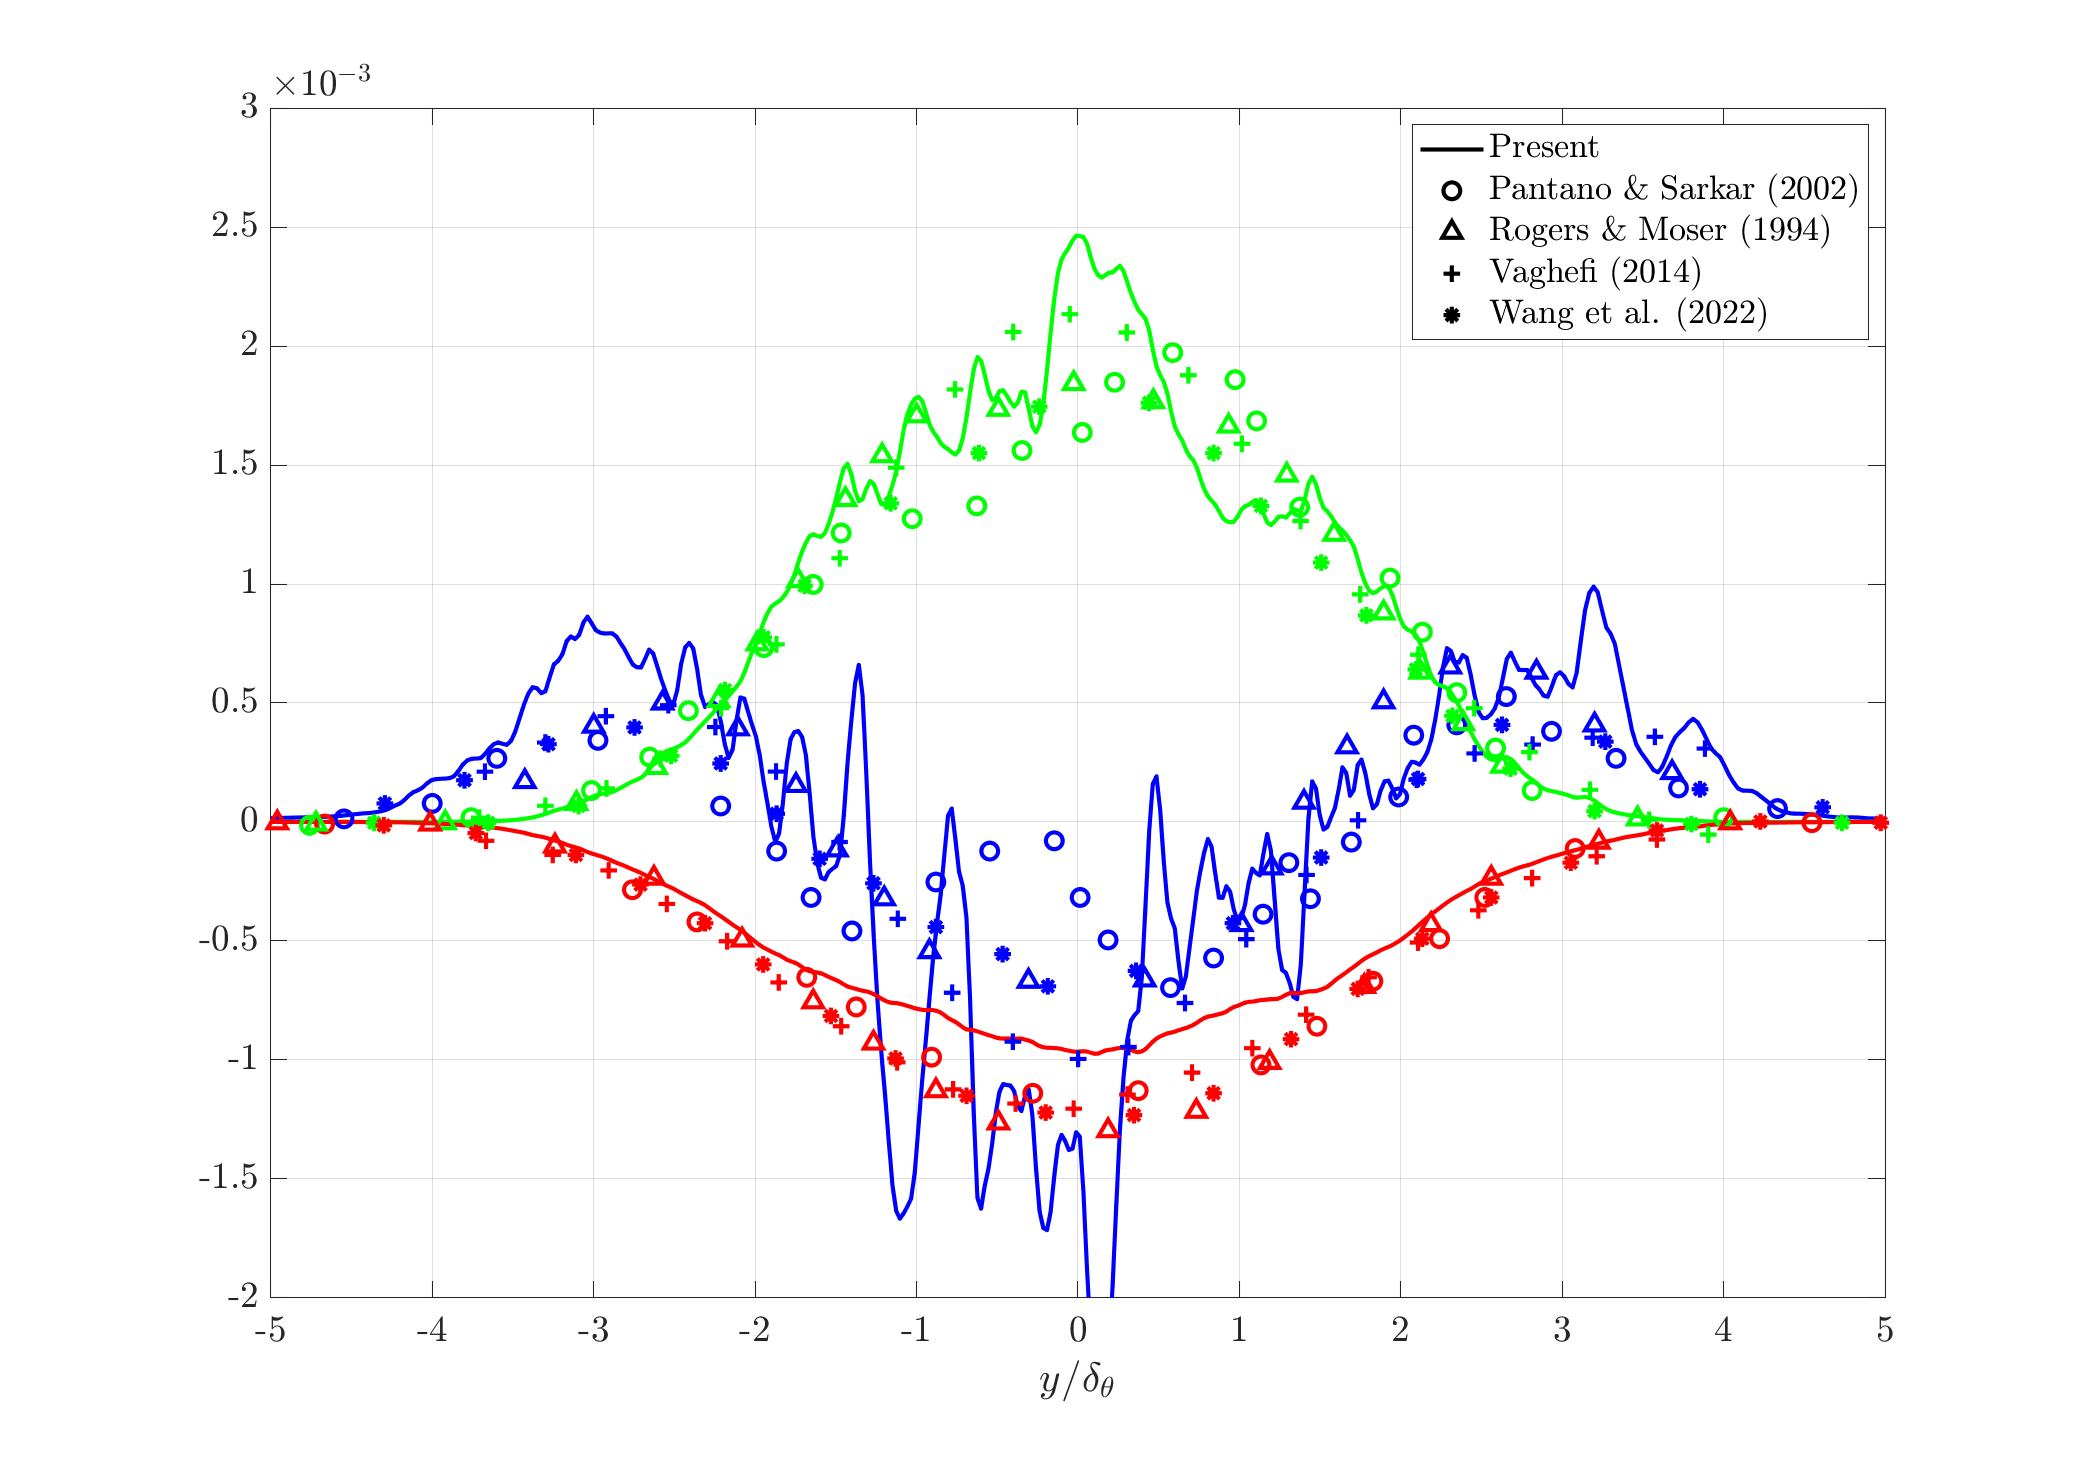 ×10⁻³
3
2.5
2
1.5
1
0.5
0
-0.5
-1
-1.5
-2
-5 -4 -3 -2 -1 0 1 2 3 4 5
y/δθ
Present
Pantano & Sarkar (2002)
Rogers & Moser (1994)
Vaghefi (2014)
Wang et al. (2022)